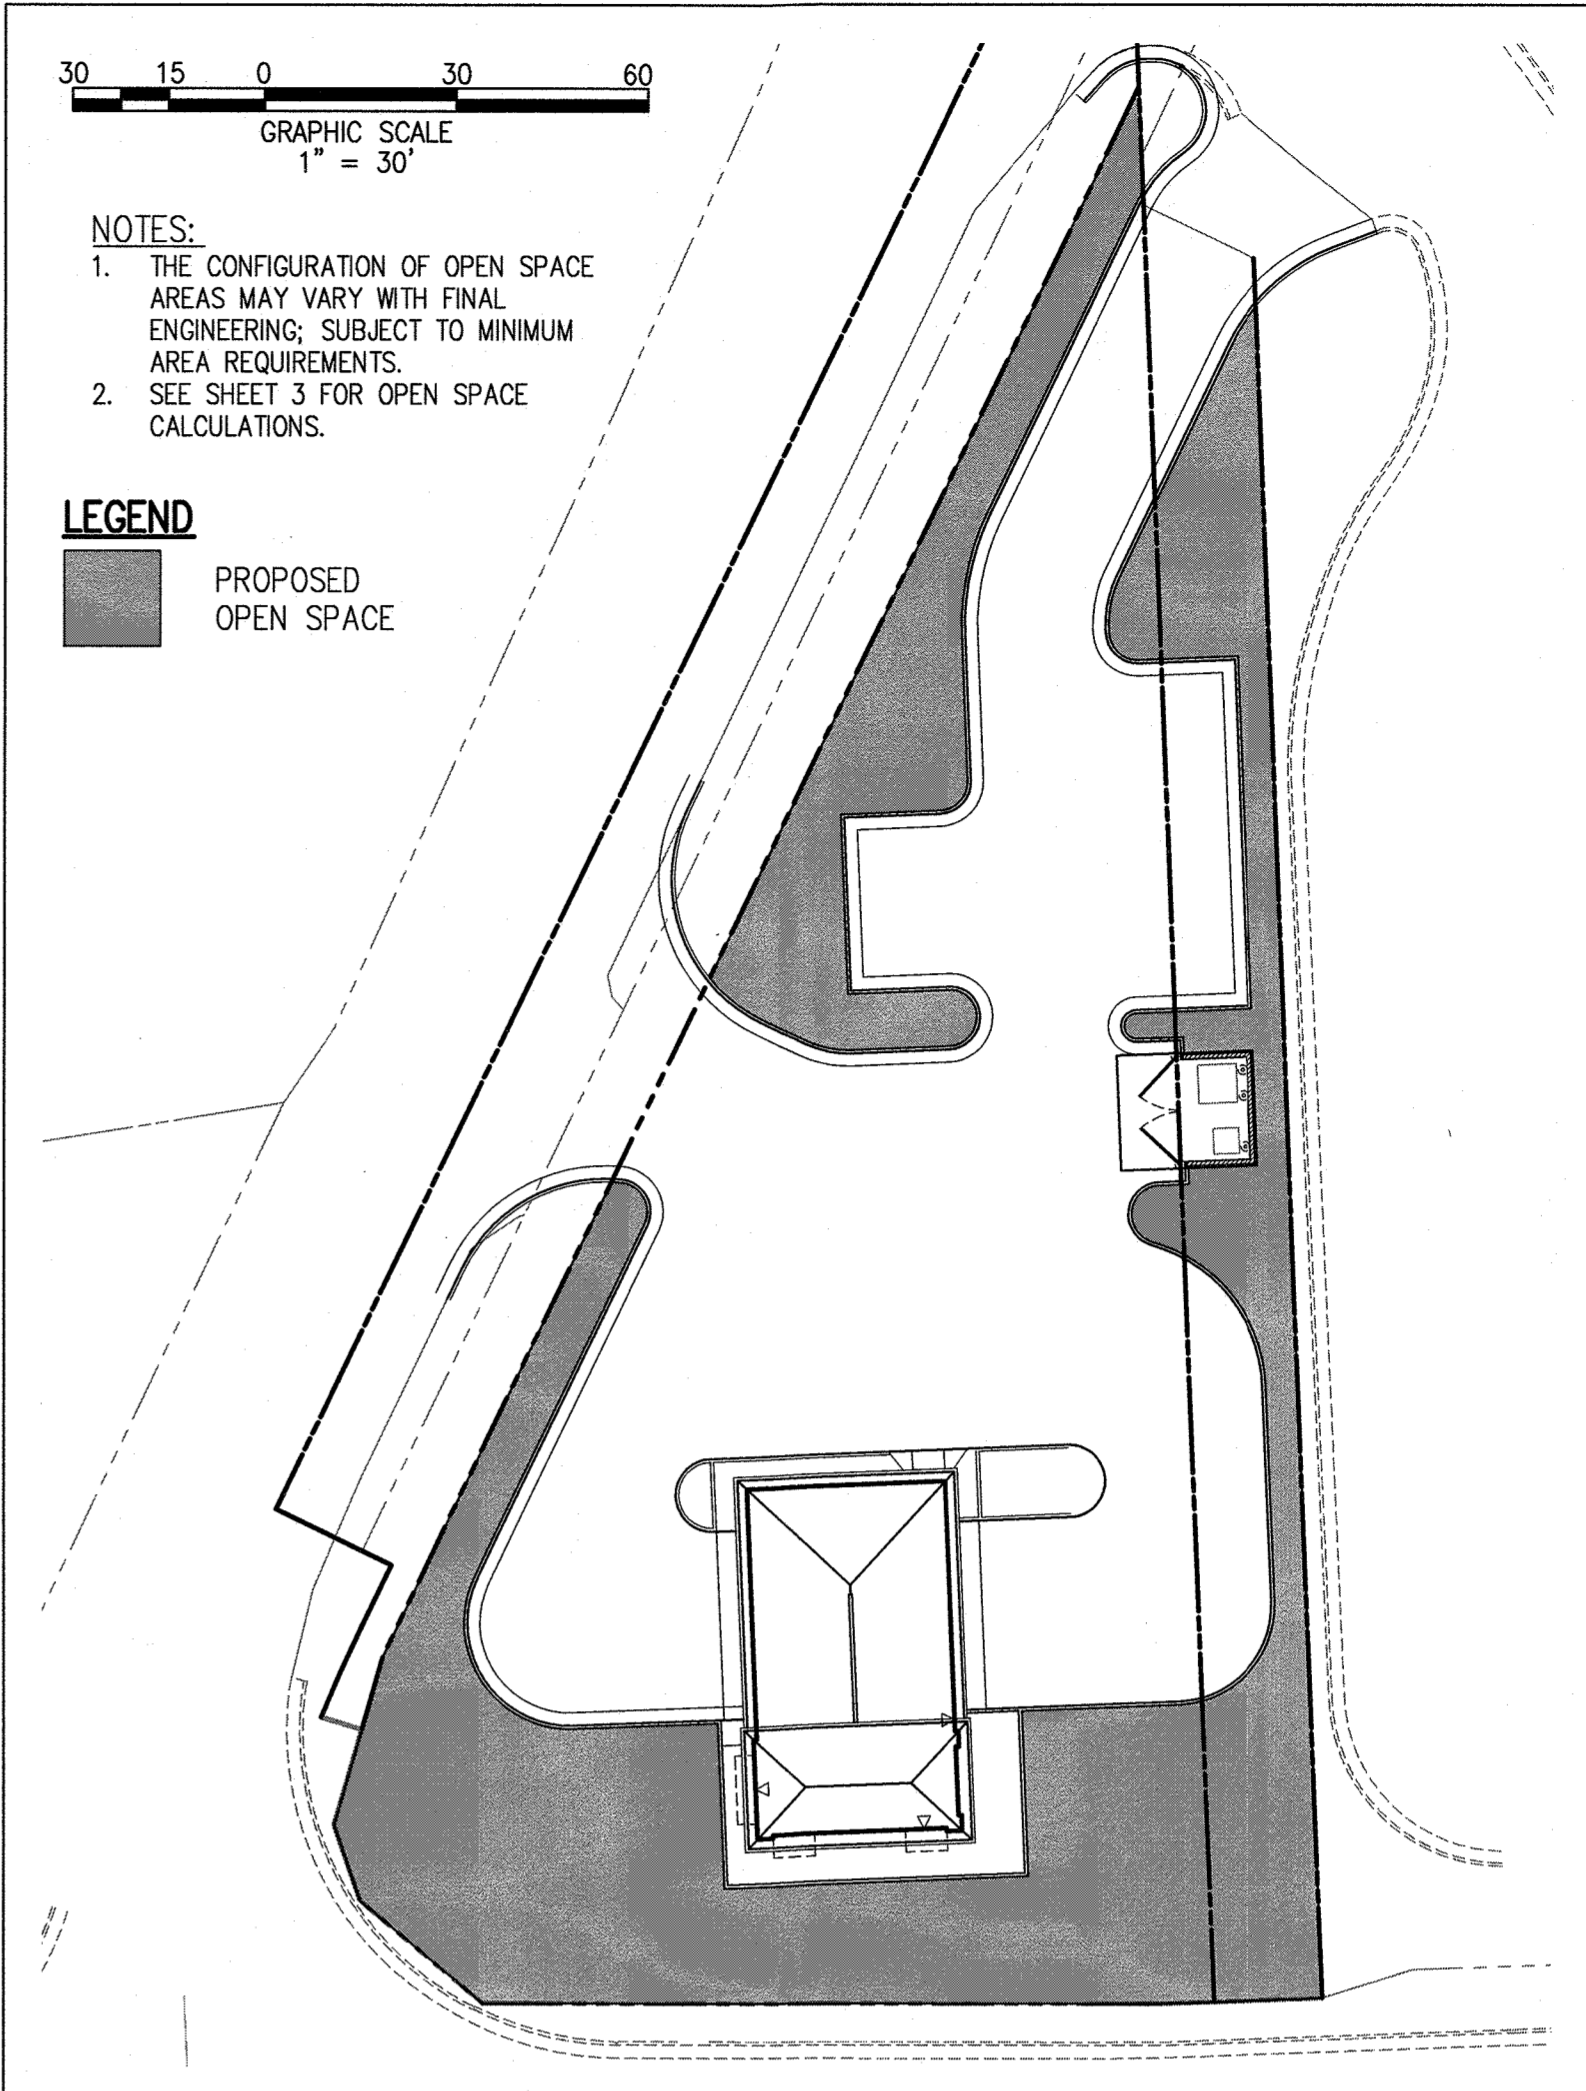 30 15 0 30 60
GRAPHIC SCALE
1" = 30'
NOTES:
1. THE CONFIGURATION OF OPEN SPACE
AREAS MAY VARY WITH FINAL
ENGINEERING; SUBJECT TO MINIMUM
AREA REQUIREMENTS.
2. SEE SHEET 3 FOR OPEN SPACE
CALCULATIONS.
LEGEND
PROPOSED
OPEN SPACE